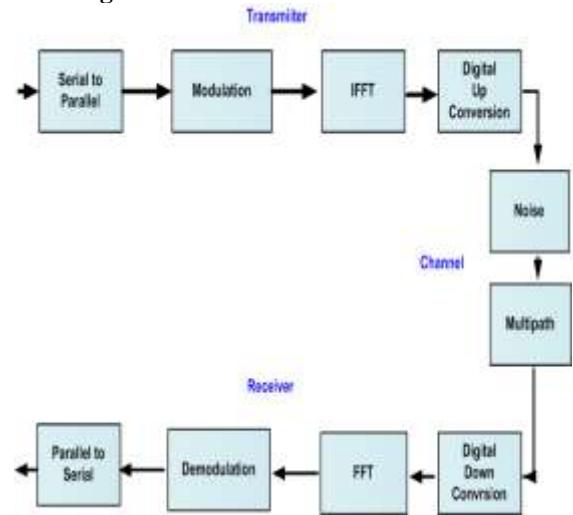 Transmiiter
Serial to
Parallel
Modulation
IFFT
Digital
Up
Conversion
Noise
Channel
Multipath
Receiver
Parallel to
Serial
Demodulation
FFT
Digital
Down
Convrsion